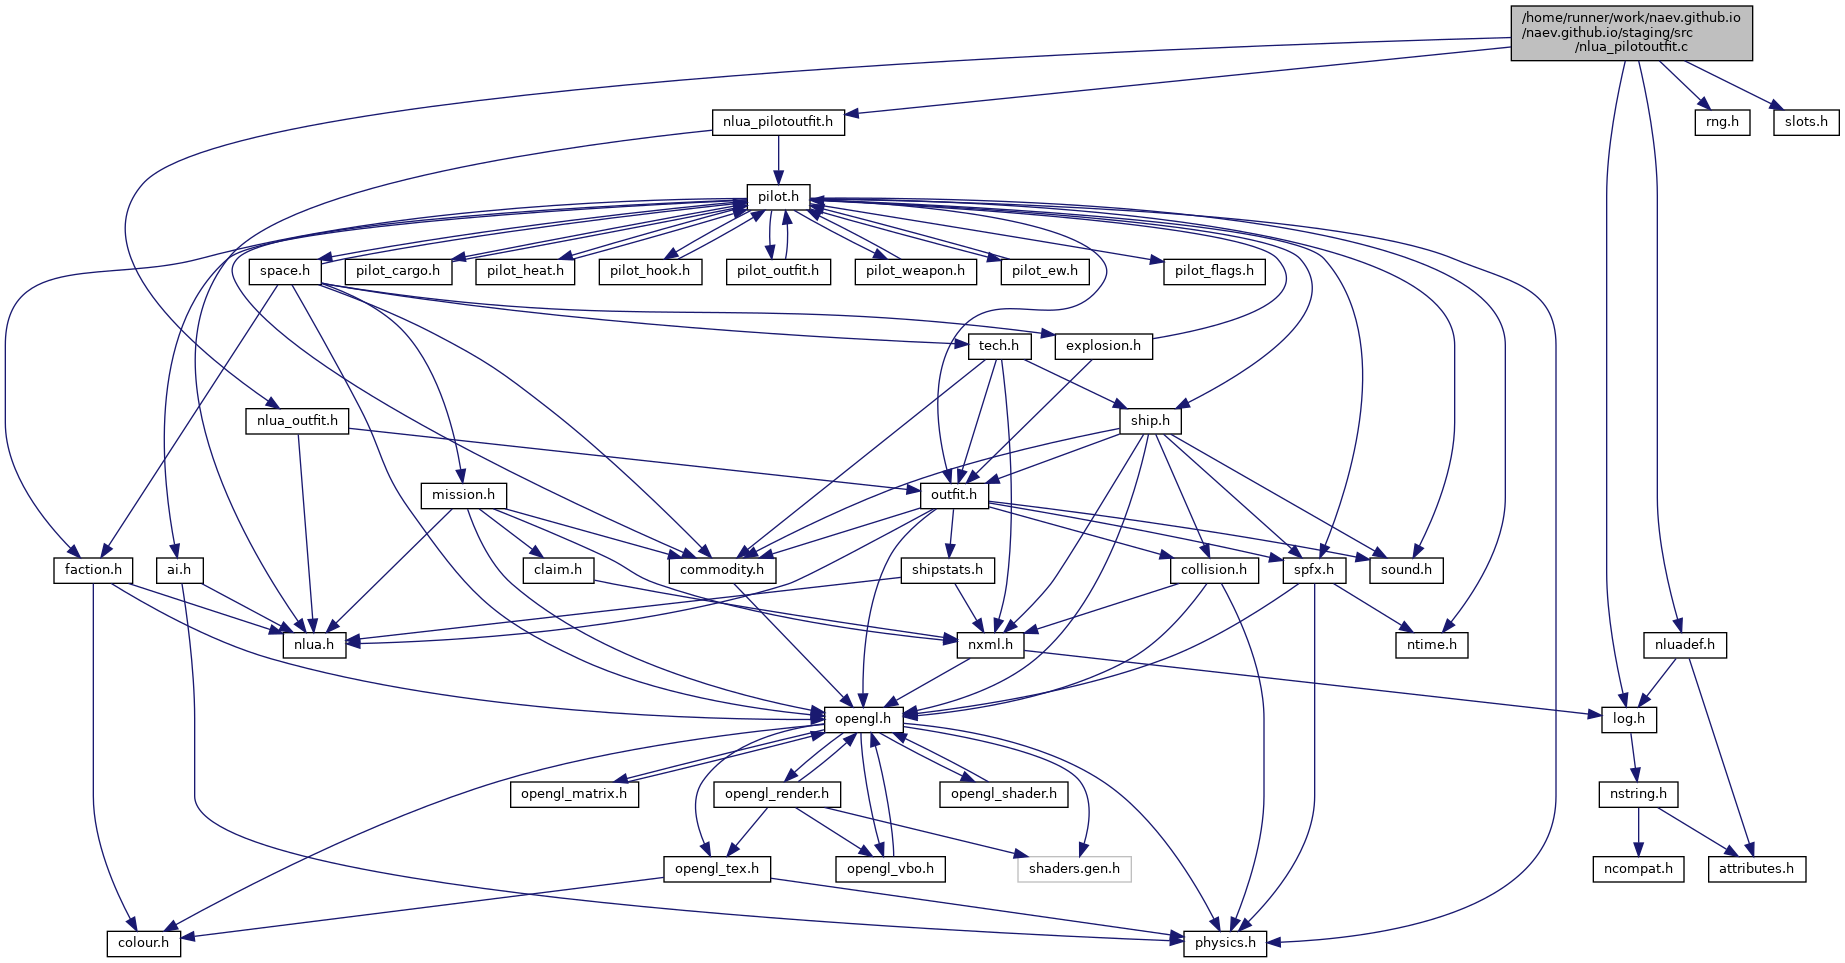 /home/runner/work/naev.github.io
/naev.github.io/staging/src
/nlua_pilotoutfit.c
nlua_pilotoutfit.h
rng.h
slots.h
pilot.h
space.h
pilot_cargo.h
pilot_heat.h
pilot_hook.h
pilot_outfit.h
pilot_weapon.h
pilot_ew.h
pilot_flags.h
tech.h
explosion.h
nlua_outfit.h
ship.h
mission.h
outfit.h
faction.h
ai.h
claim.h
commodity.h
shipstats.h
collision.h
spfx.h
sound.h
nlua.h
nxml.h
ntime.h
nluadef.h
opengl.h
log.h
opengl_matrix.h
opengl_render.h
opengl_shader.h
nstring.h
opengl_tex.h
opengl_vbo.h
shaders.gen.h
ncompat.h
attributes.h
colour.h
physics.h